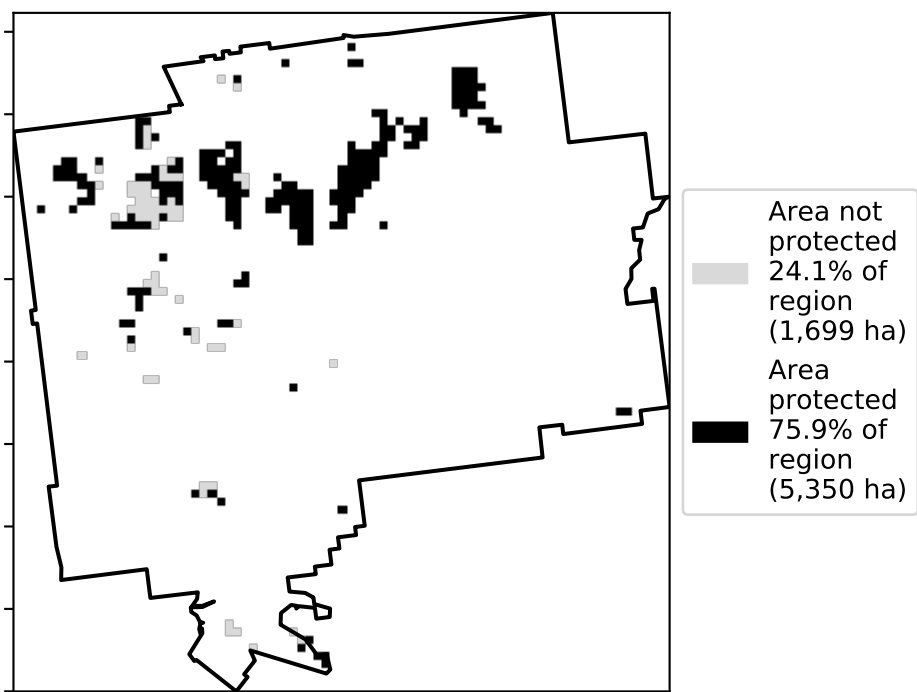 Area not
protected
24.1% of
region
(1,699 ha)
Area
protected
75.9% of
region
(5,350 ha)